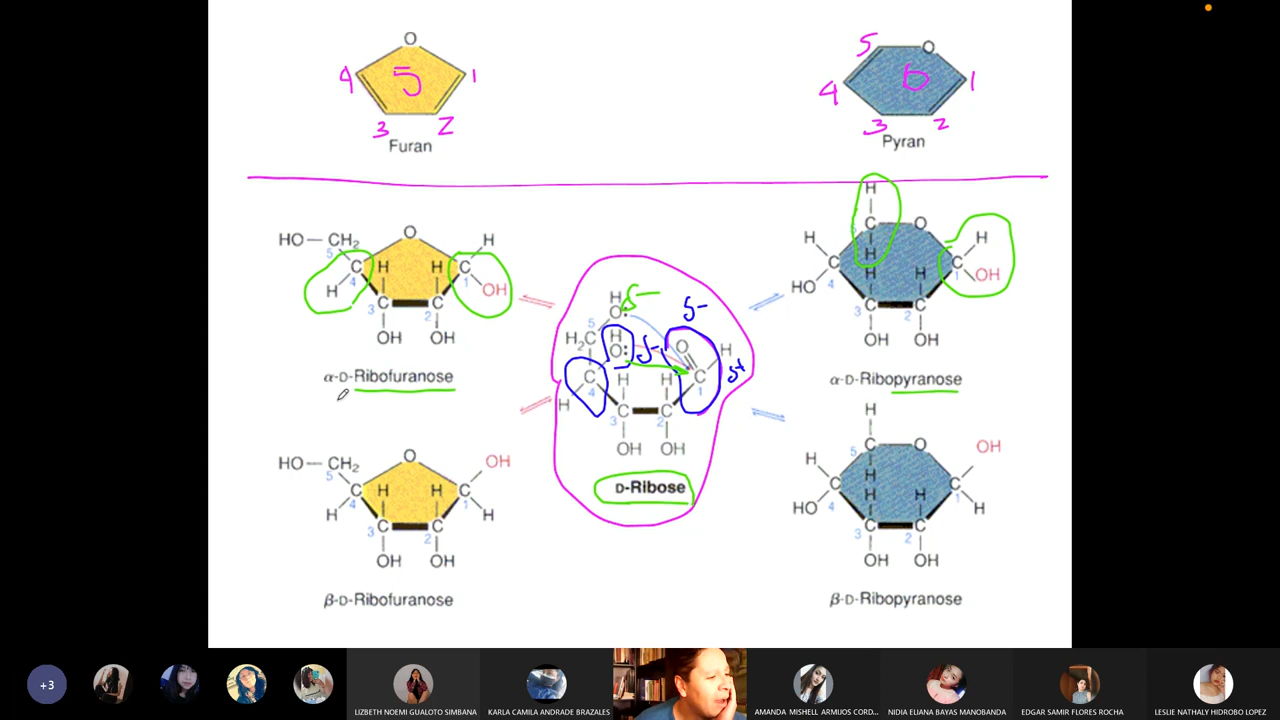 O
O
4 5 1
3 2
Furan
5
4 6 1
3 2
Pyran
HO—CH₂ O H
5 C H H C
H 4 1 OH
C C
3 2
OH OH
α-D-Ribofuranose
H
O: δ-
5 δ-
H₂C H O
O: δ- H
C H H C δ+
H 4 1
C C
3 2
OH OH
D-Ribose
H
C O
H 5 H H
C H H C
HO 4 1 OH
C C
3 2
OH OH
α-D-Ribopyranose
HO—CH₂ O OH
5 C H H C
H 4 1 H
C C
3 2
OH OH
β-D-Ribofuranose
H
5 C O OH
H H
C H H C
HO 4 1 H
C C
3 2
OH OH
β-D-Ribopyranose
+3
LIZBETH NOEMI GUALOTO SIMBANA
KARLA CAMILA ANDRADE BRAZALES
AMANDA MISHELL ARMIJOS CORD...
NIDIA ELIANA BAYAS MANOBANDA
EDGAR SAMIR FLORES ROCHA
LESLIE NATHALY HIDROBO LOPEZ